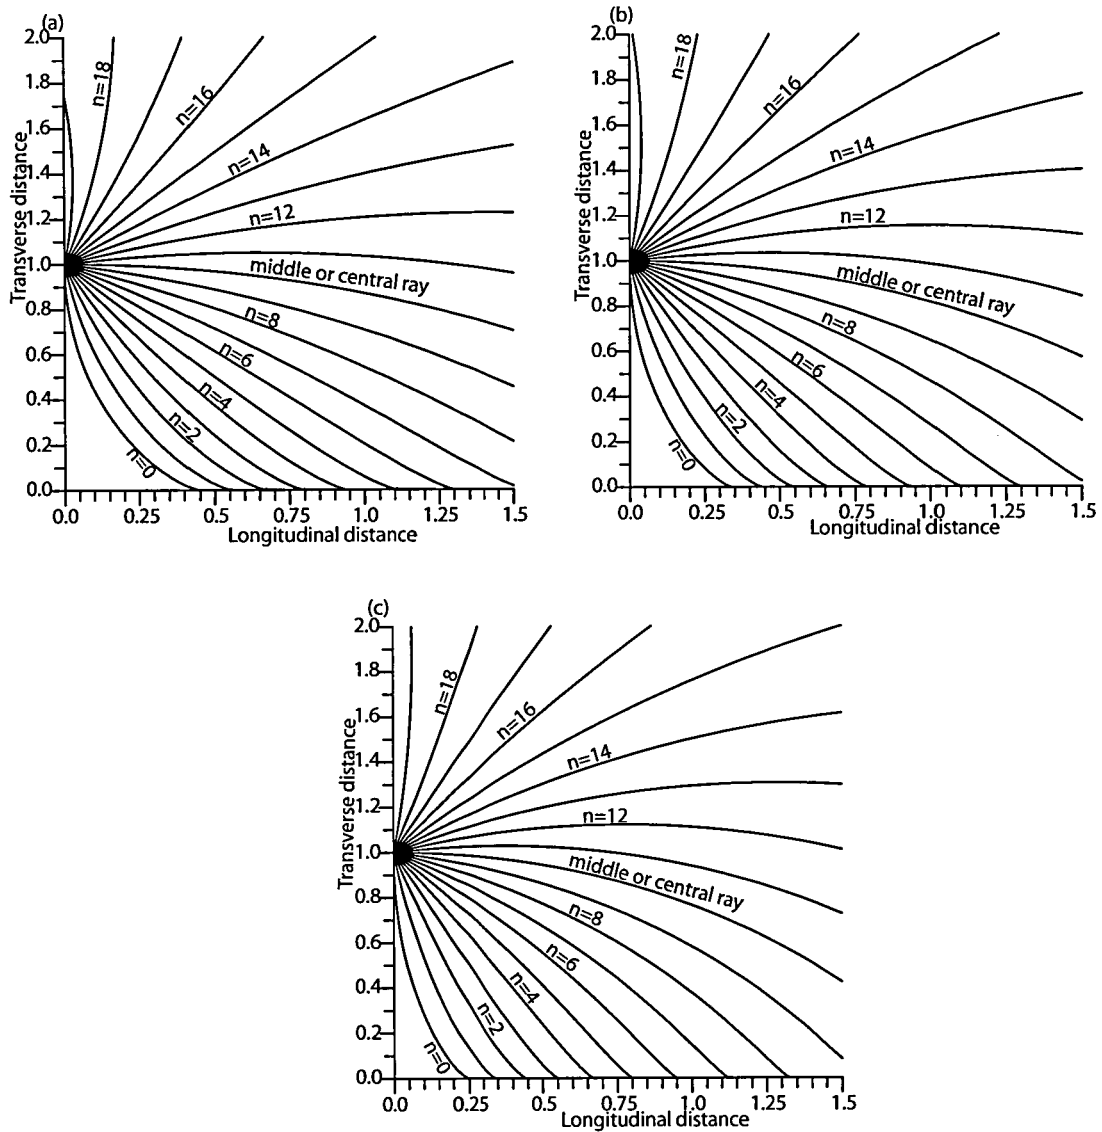 (a)
2.0
1.8
1.6
1.4
1.2
1.0
0.8
0.6
0.4
0.2
0.0
Transverse distance
n=18
n=16
n=14
n=12
middle or central ray
n=8
n=6
n=4
n=2
n=0
0.0 0.25 0.5 0.75 1.0 1.25 1.5
Longitudinal distance
(b)
2.0
1.8
1.6
1.4
1.2
1.0
0.8
0.6
0.4
0.2
0.0
Transverse distance
n=18
n=16
n=14
n=12
middle or central ray
n=8
n=6
n=4
n=2
n=0
0.0 0.25 0.5 0.75 1.0 1.25 1.5
Longitudinal distance
(c)
2.0
1.8
1.6
1.4
1.2
1.0
0.8
0.6
0.4
0.2
0.0
Transverse distance
n=18
n=16
n=14
n=12
middle or central ray
n=8
n=6
n=4
n=2
n=0
0.0 0.25 0.5 0.75 1.0 1.25 1.5
Longitudinal distance